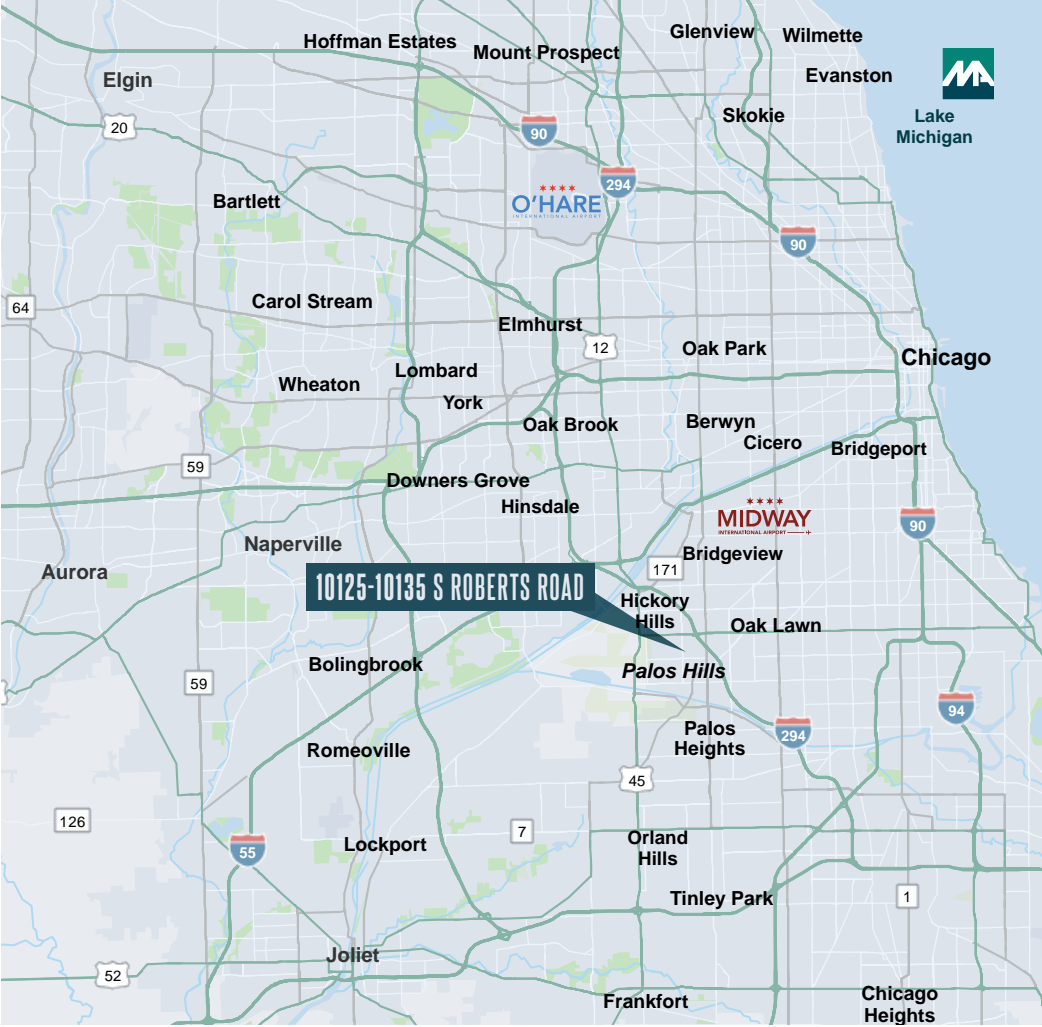 Glenview
Wilmette
Hoffman Estates
Mount Prospect
Elgin
Evanston
Skokie
Lake
Michigan
20
90
294
★★★★
O'HARE
INTERNATIONAL AIRPORT
Bartlett
90
64
Carol Stream
Elmhurst
12
Oak Park
Chicago
Lombard
Wheaton
York
Oak Brook
Berwyn
Cicero
Bridgeport
59
Downers Grove
Hinsdale
★★★★
MIDWAY
INTERNATIONAL AIRPORT
90
Naperville
Bridgeview
Aurora
171
10125-10135 S ROBERTS ROAD
Hickory
Hills
Oak Lawn
Bolingbrook
Palos Hills
59
94
Palos
Heights
294
Romeoville
45
126
7
Lockport
Orland
Hills
55
Tinley Park
1
Joliet
52
Frankfort
Chicago
Heights